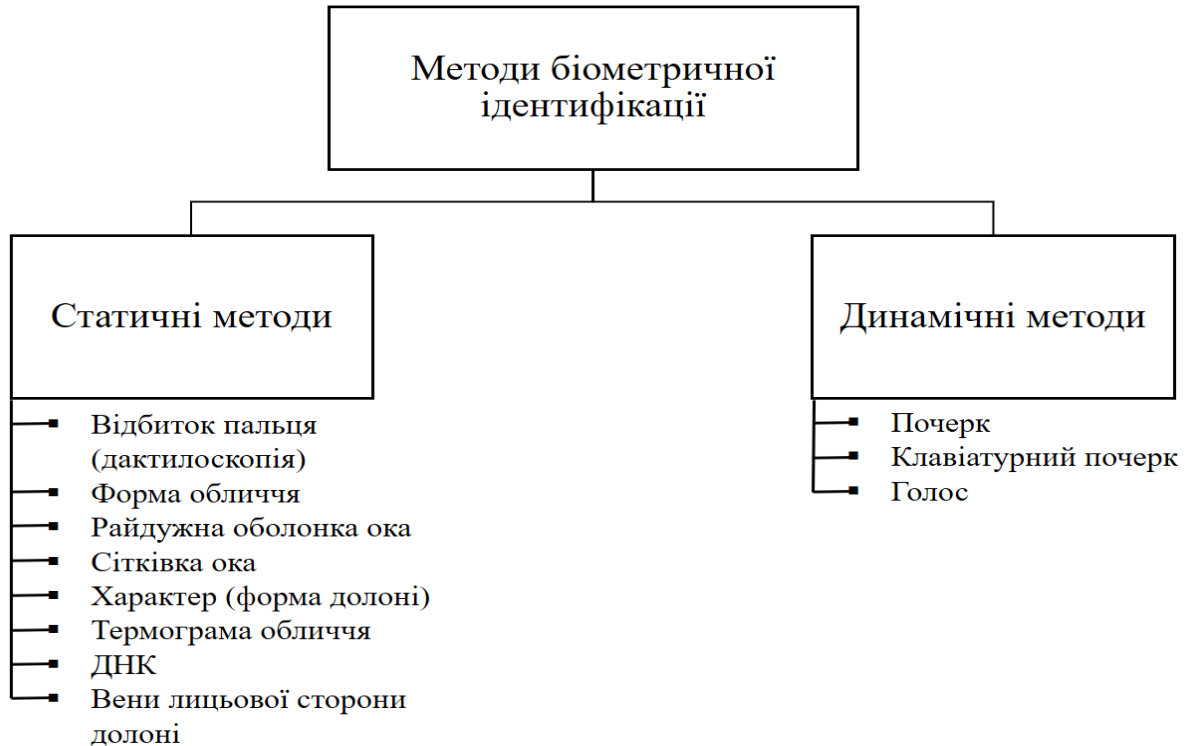 Методи біометричної
ідентифікації
Статичні методи
Відбиток пальця
(дактилоскопія)
Форма обличчя
Райдужна оболонка ока
Сітківка ока
Характер (форма долоні)
Термограма обличчя
ДНК
Вени лицьової сторони
долоні
Динамічні методи
Почерк
Клавіатурний почерк
Голос